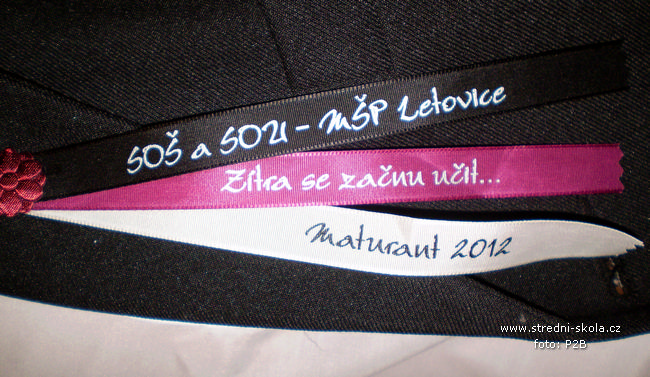 SOŠ a SOU - MŠP Letovice
Zítra se začnu učit...
Maturant 2012
www.stredni-skola.cz
foto: P2B